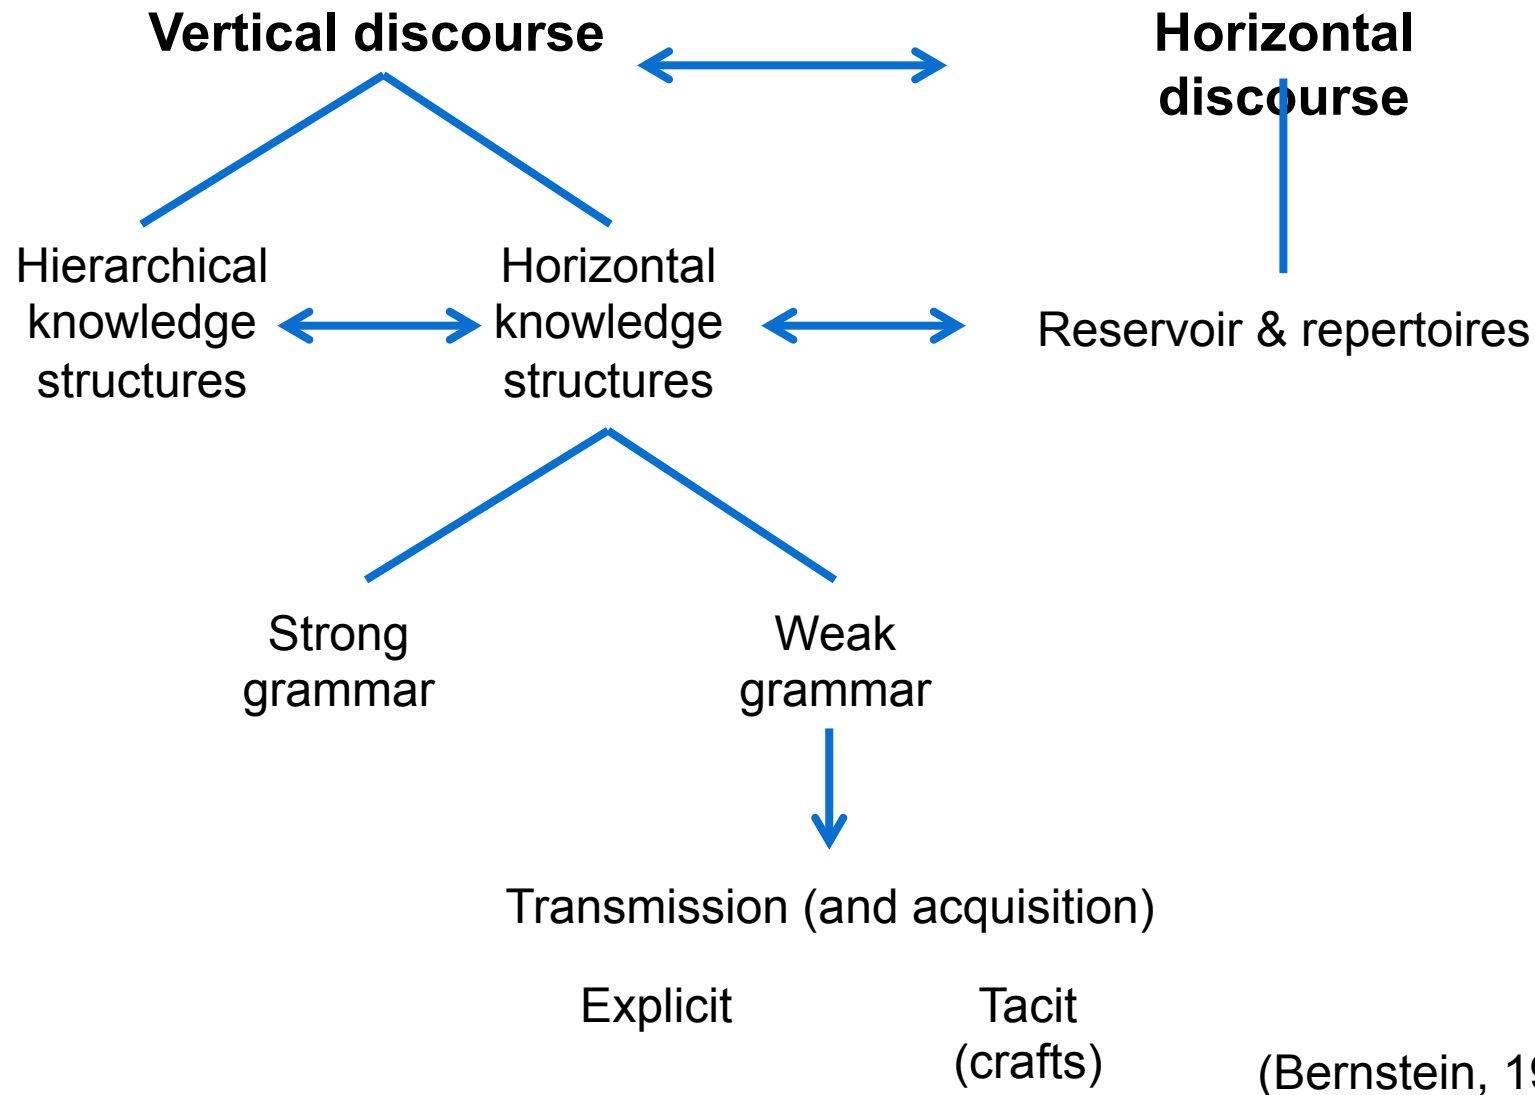 Vertical discourse
Horizontal
discourse
Hierarchical
knowledge
structures
Horizontal
knowledge
structures
Reservoir & repertoires
Strong
grammar
Weak
grammar
Transmission (and acquisition)
Explicit
Tacit
(crafts)
(Bernstein, 19